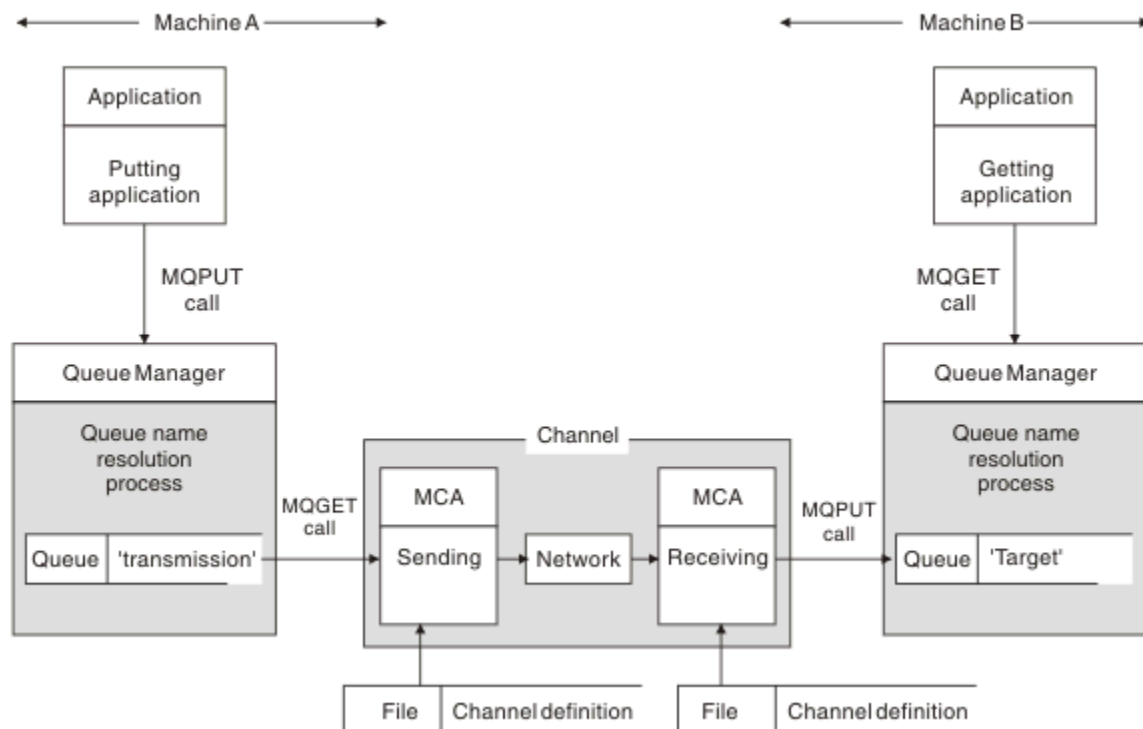 Machine A
Machine B
Application
Putting
application
Application
Getting
application
MQPUT
call
MQGET
call
Queue Manager
Queue name
resolution
process
Queue 'transmission'
MQGET
call
Channel
MCA
Sending
Network
MCA
Receiving
MQPUT
call
Queue Manager
Queue name
resolution
process
Queue 'Target'
File Channel definition
File Channel definition